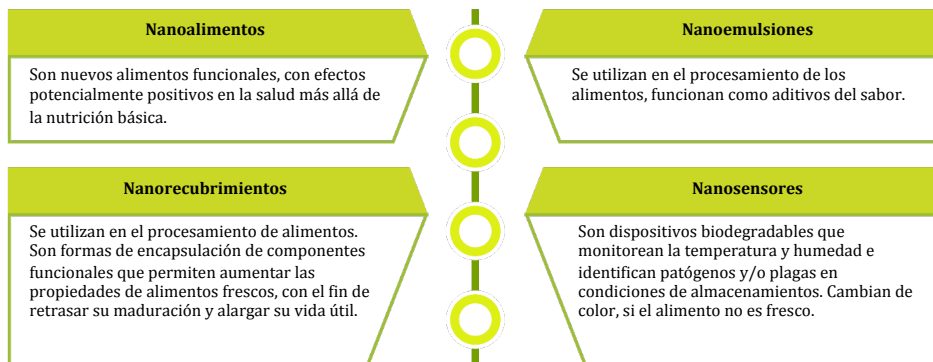 Nanoalimentos
Son nuevos alimentos funcionales, con efectos
potencialmente positivos en la salud más allá de
la nutrición básica.
Nanoemulsiones
Se utilizan en el procesamiento de los
alimentos, funcionan como aditivos del sabor.
Nanorecubrimientos
Se utilizan en el procesamiento de alimentos.
Son formas de encapsulación de componentes
funcionales que permiten aumentar las
propiedades de alimentos frescos, con el fin de
retrasar su maduración y alargar su vida útil.
Nanosensores
Son dispositivos biodegradables que
monitorean la temperatura y humedad e
identifican patógenos y/o plagas en
condiciones de almacenamientos. Cambian de
color, si el alimento no es fresco.